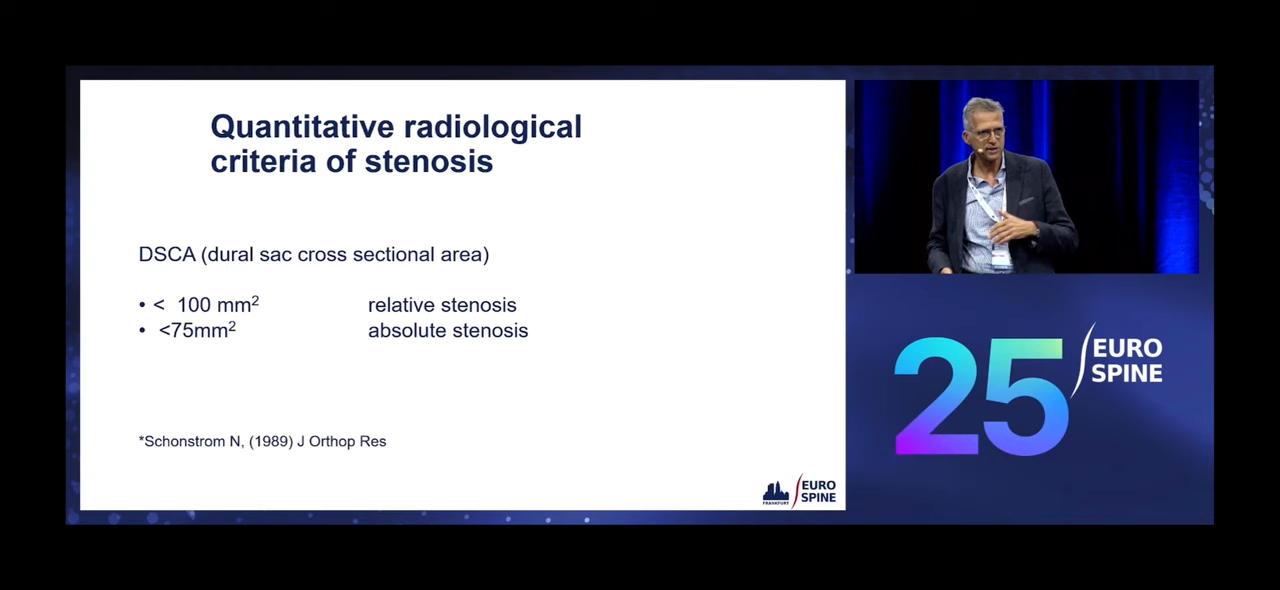 Quantitative radiological
criteria of stenosis
DSCA (dural sac cross sectional area)
• < 100 mm² relative stenosis
• <75mm² absolute stenosis
*Schonstrom N, (1989) J Orthop Res
FRANKFURT
EURO
SPINE
25
EURO
SPINE